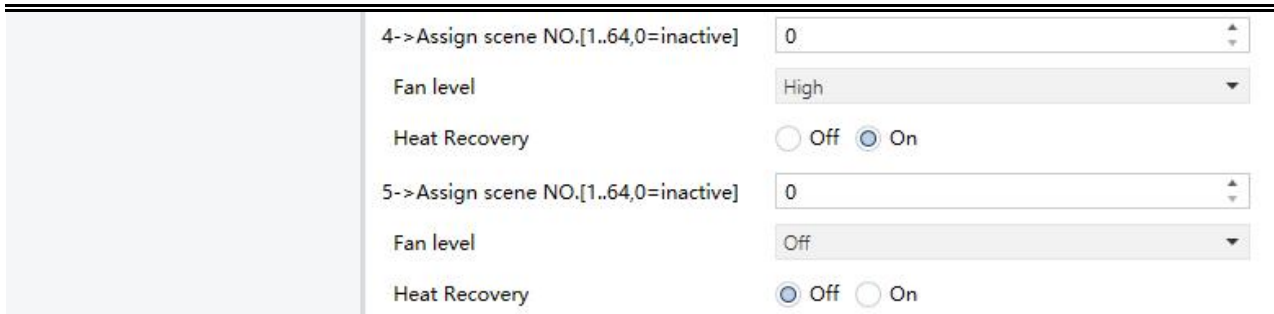 4->Assign scene NO.[1..64,0=inactive] 0
Fan level High
Heat Recovery Off On
5->Assign scene NO.[1..64,0=inactive] 0
Fan level Off
Heat Recovery Off On